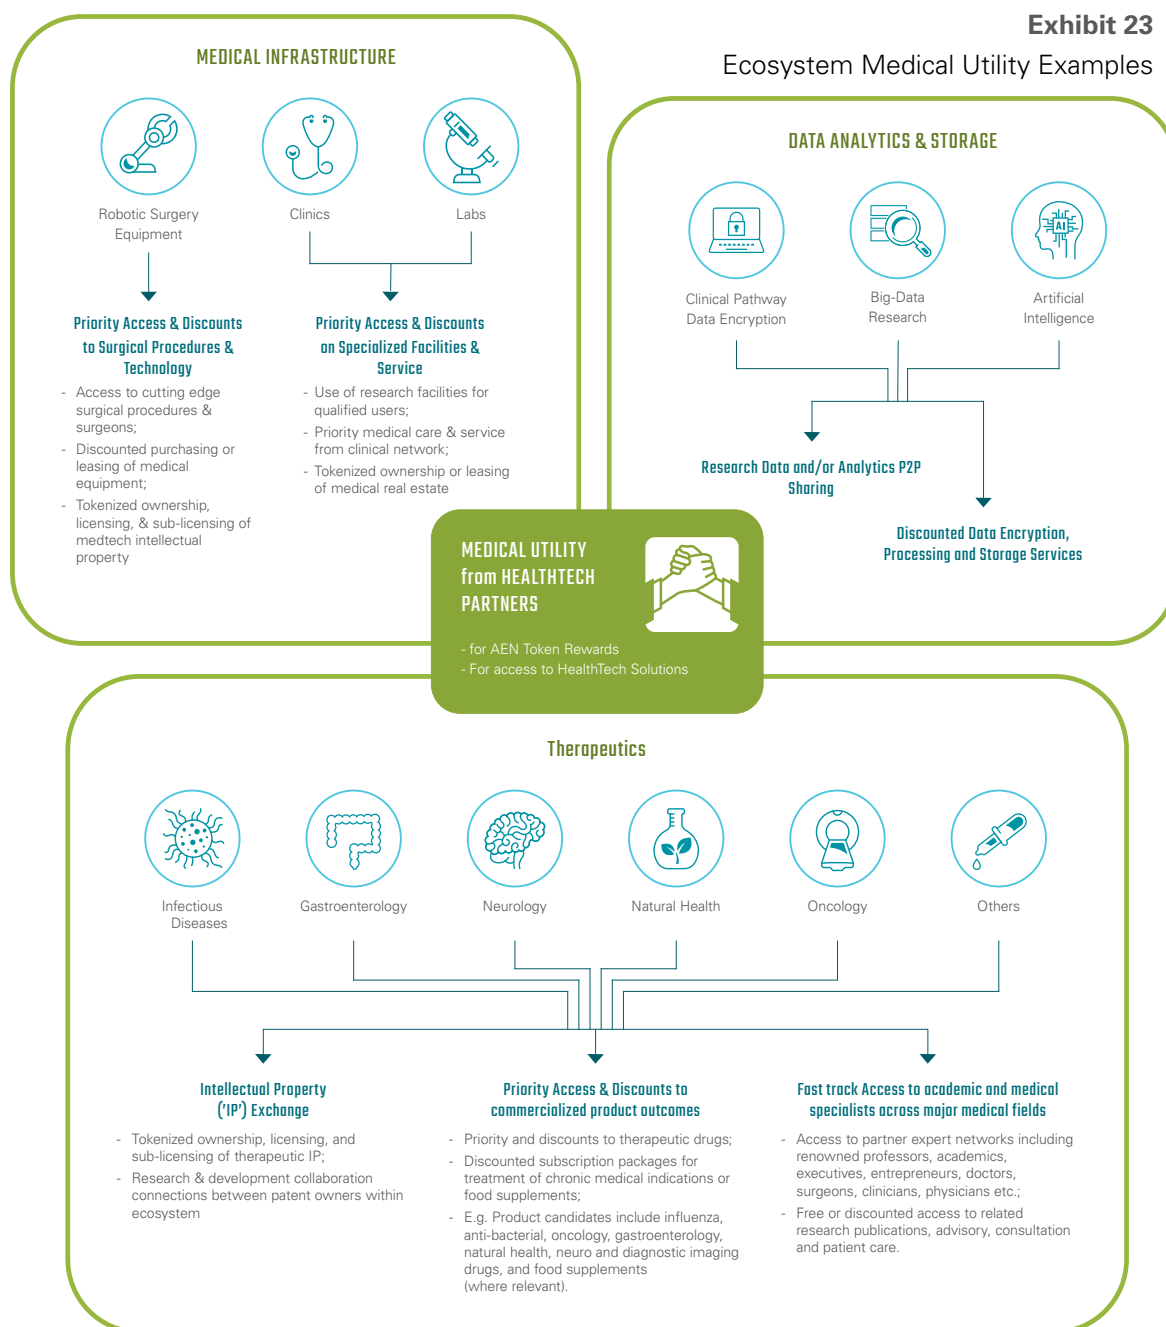 Exhibit 23
Ecosystem Medical Utility Examples
MEDICAL INFRASTRUCTURE
Robotic Surgery
Equipment
Clinics
Labs
Priority Access & Discounts
to Surgical Procedures &
Technology
- Access to cutting edge
surgical procedures &
surgeons;
- Discounted purchasing or
leasing of medical
equipment;
- Tokenized ownership,
licensing, & sub-licensing of
medtech intellectual
property
Priority Access & Discounts
on Specialized Facilities &
Service
- Use of research facilities for
qualified users;
- Priority medical care & service
from clinical network;
- Tokenized ownership or leasing
of medical real estate
DATA ANALYTICS & STORAGE
AI
Clinical Pathway
Data Encryption
Big-Data
Research
Artificial
Intelligence
Research Data and/or Analytics P2P
Sharing
Discounted Data Encryption,
Processing and Storage Services
MEDICAL UTILITY
from HEALTHTECH
PARTNERS
- for AEN Token Rewards
- For access to HealthTech Solutions
Therapeutics
Infectious
Diseases
Gastroenterology
Neurology
Natural Health
Oncology
Others
Intellectual Property
('IP') Exchange
- Tokenized ownership, licensing, and
sub-licensing of therapeutic IP;
- Research & development collaboration
connections between patent owners within
ecosystem
Priority Access & Discounts to
commercialized product outcomes
- Priority and discounts to therapeutic drugs;
- Discounted subscription packages for
treatment of chronic medical indications or
food supplements;
- E.g. Product candidates include influenza,
anti-bacterial, oncology, gastroenterology,
natural health, neuro and diagnostic imaging
drugs, and food supplements
(where relevant).
Fast track Access to academic and medical
specialists across major medical fields
- Access to partner expert networks including
renowned professors, academics,
executives, entrepreneurs, doctors,
surgeons, clinicians, physicians etc.;
- Free or discounted access to related
research publications, advisory, consultation
and patient care.